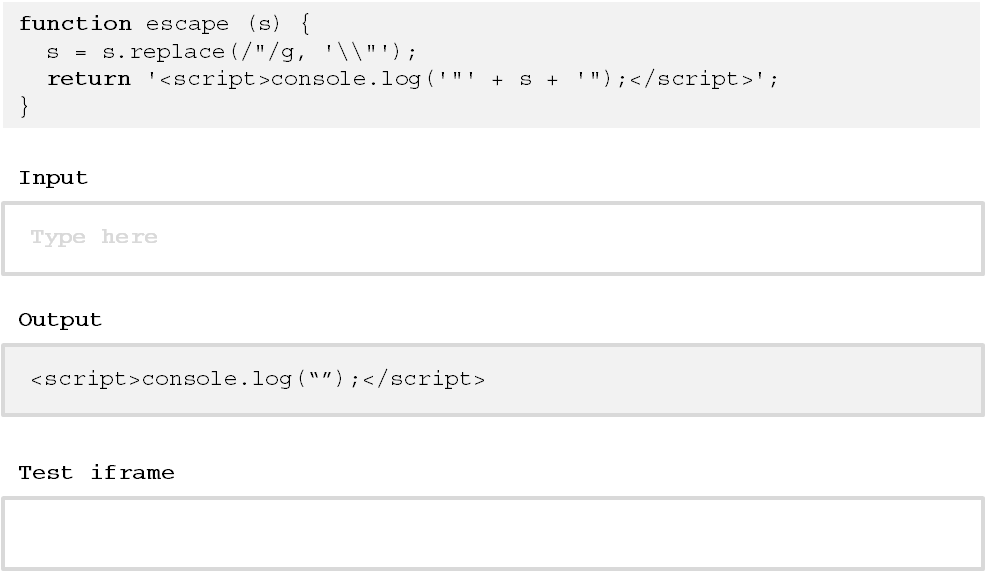 function escape (s) {
  s = s.replace(/"/g, '\\"');
  return '<script>console.log('"' + s + '");</script>';
}
Input
Type here
Output
<script>console.log(“”);</script>
Test iframe